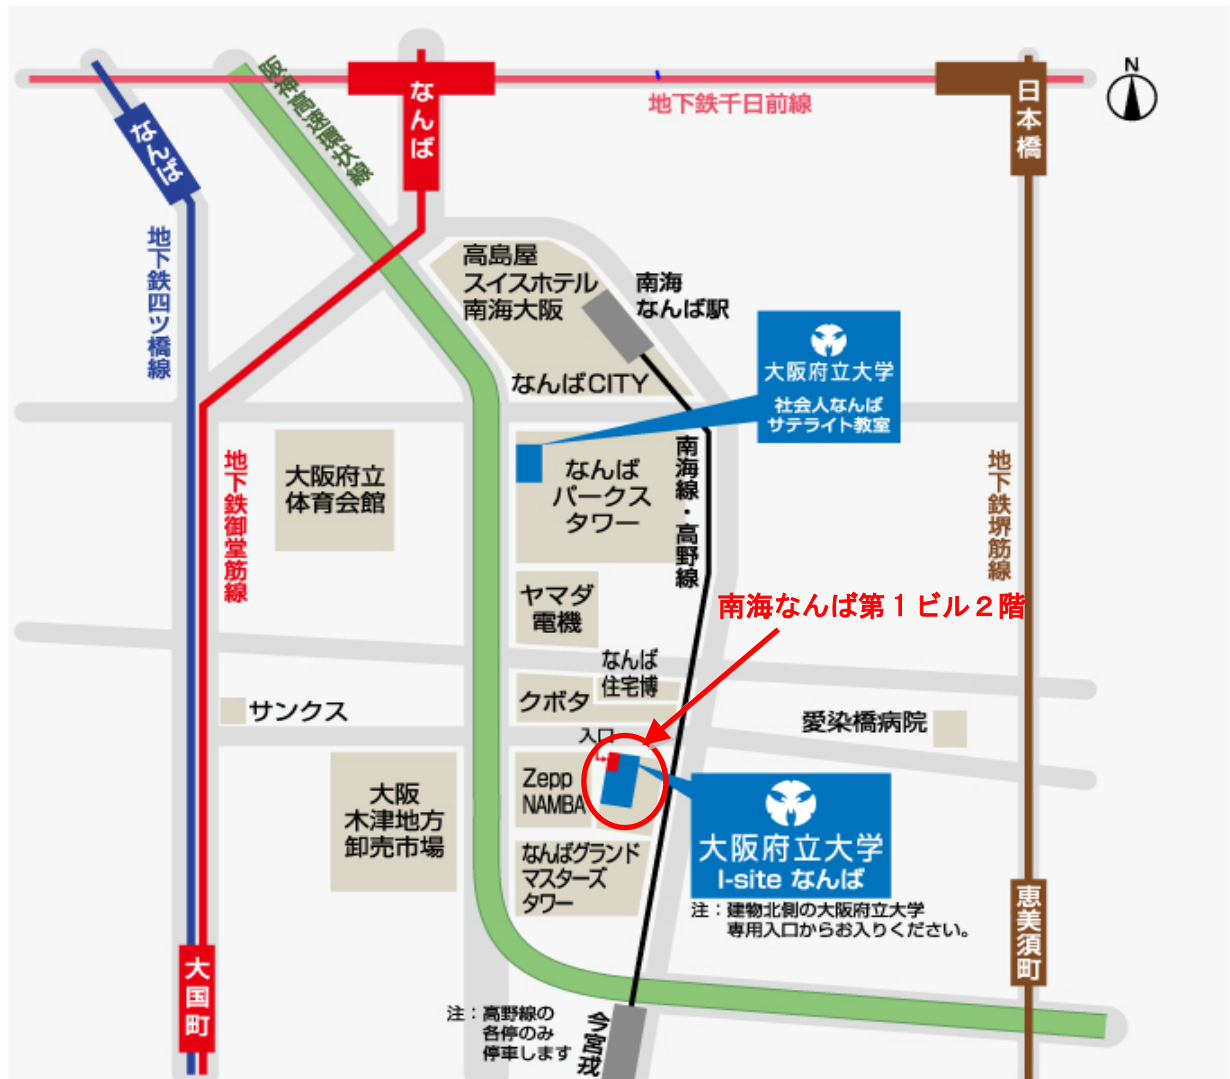 N
なんば
阪神高速環状線
なんば
地下鉄千日前線
日本橋
地下鉄四ツ橋線
高島屋
スイスホテル
南海大阪
南海
なんば駅
なんばCITY
大阪府立大学
社会人なんば
サテライト教室
大阪府立
体育会館
なんば
パークス
タワー
南海線・高野線
地下鉄御堂筋線
地下鉄堺筋線
ヤマダ
電機
南海なんば第１ビル２階
なんば
住宅博
クボタ
サンクス
入口
愛染橋病院
Zepp
NAMBA
大阪
木津地方
卸売市場
大阪府立大学
I-site なんば
なんばグランド
マスターズ
タワー
注：建物北側の大阪府立大学
専用入口からお入りください。
恵美須町
大国町
注：高野線の
各停のみ
停車します
今宮戎